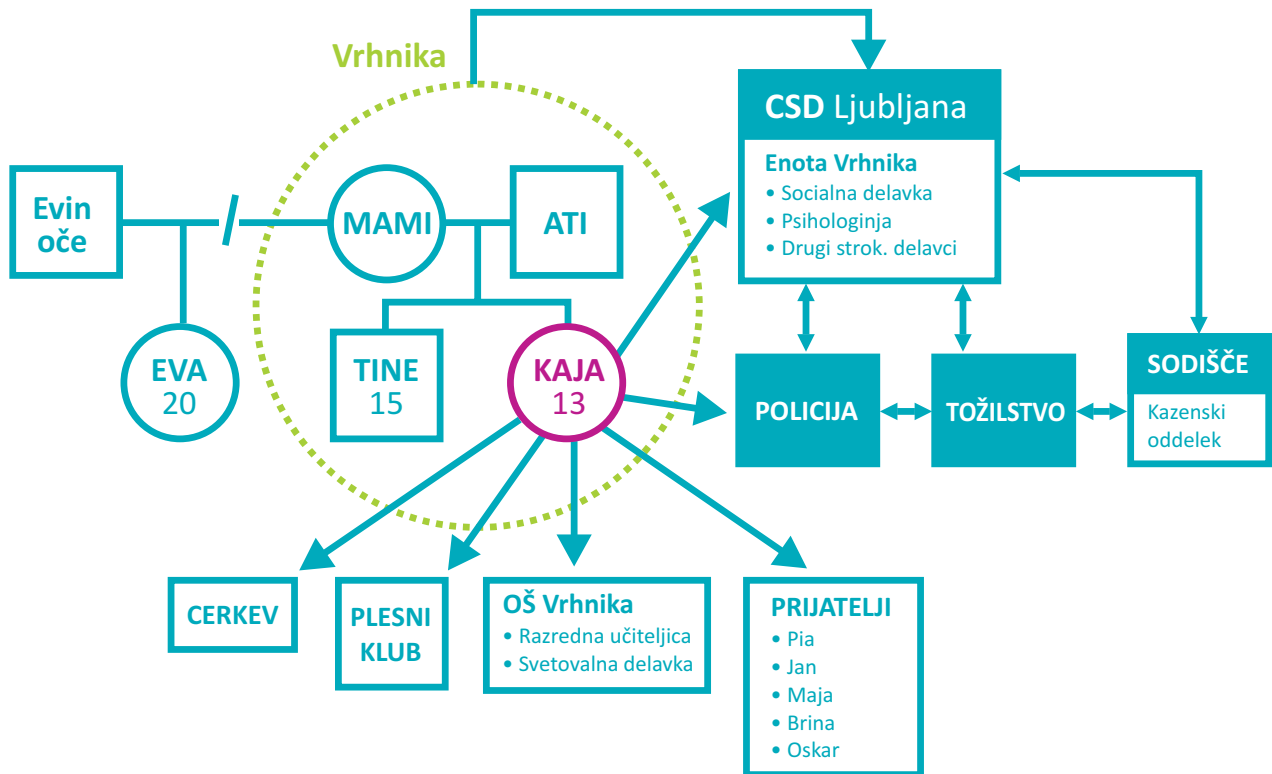 Vrhnika
CSD Ljubljana
Enota Vrhnika
• Socialna delavka
• Psihologinja
• Drugi strok. delavci
Evin
oče
MAMI
ATI
EVA
20
TINE
15
KAJA
13
POLICIJA
TOŽILSTVO
SODIŠČE
Kazenski
oddelek
CERKEV
PLESNI
KLUB
OŠ Vrhnika
• Razredna učiteljica
• Svetovalna delavka
PRIJATELJI
• Pia
• Jan
• Maja
• Brina
• Oskar